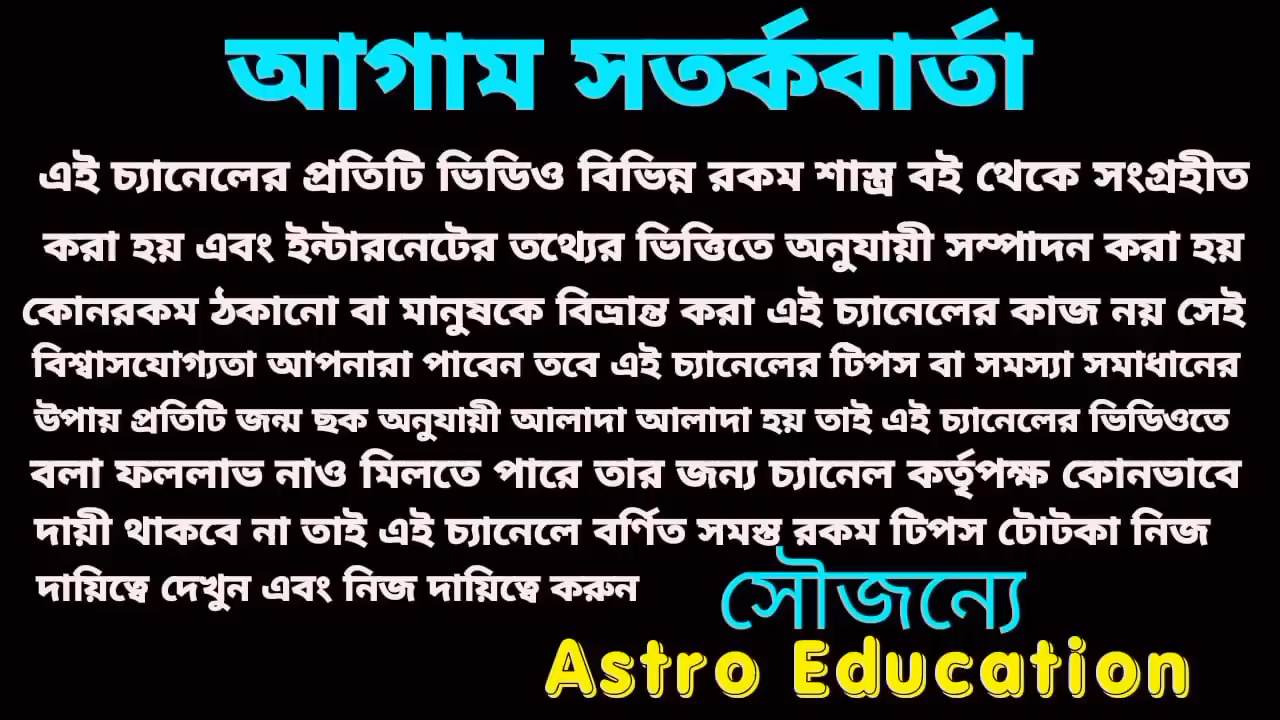 আগাম সতর্কবার্তা
এই চ্যানেলের প্রতিটি ভিডিও বিভিন্ন রকম শাস্ত্র বই থেকে সংগ্রহীত
করা হয় এবং ইন্টারনেটের তথ্যের ভিত্তিতে অনুযায়ী সম্পাদন করা হয়
কোনরকম ঠকানো বা মানুষকে বিভ্রান্ত করা এই চ্যানেলের কাজ নয় সেই
বিশ্বাসযোগ্যতা আপনারা পাবেন তবে এই চ্যানেলের টিপস বা সমস্যা সমাধানের
উপায় প্রতিটি জন্ম ছক অনুযায়ী আলাদা আলাদা হয় তাই এই চ্যানেলের ভিডিওতে
বলা ফললাভ নাও মিলতে পারে তার জন্য চ্যানেল কর্তৃপক্ষ কোনভাবে
দায়ী থাকবে না তাই এই চ্যানেলে বর্ণিত সমস্ত রকম টিপস টোটকা নিজ
দায়িত্বে দেখুন এবং নিজ দায়িত্বে করুন
সৌজন্যে
Astro Education